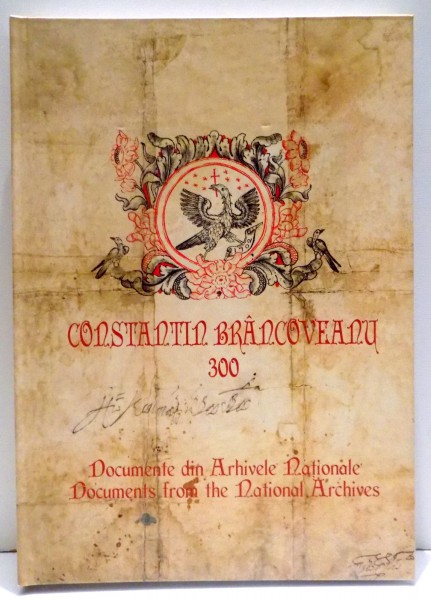 CONSTANTIN BRÂNCOVEANU
300
Documente din Arhivele Naționale
Documents from the National Archives